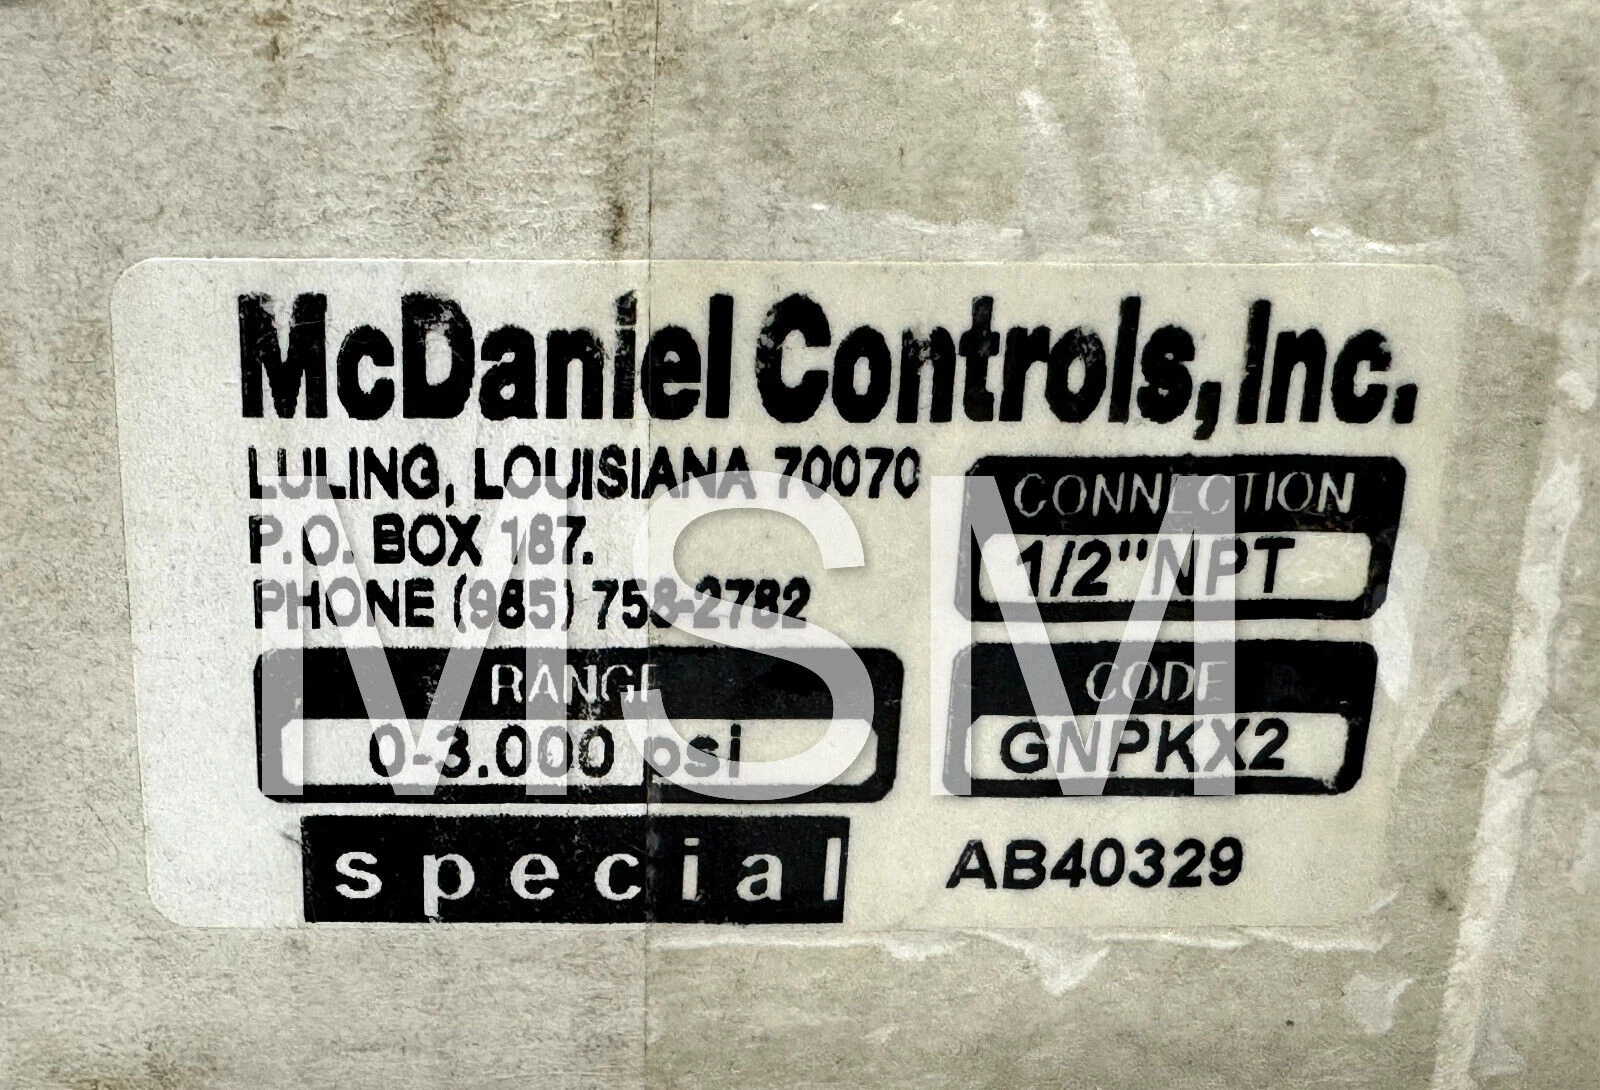 McDaniel Controls, Inc.
LULING, LOUISIANA 70070
P.O. BOX 187.
PHONE (985) 758-2782
CONNECTION
1/2"NPT
RANGE
0-3.000 psi
CODE
GNPKX2
special
AB40329
MSM